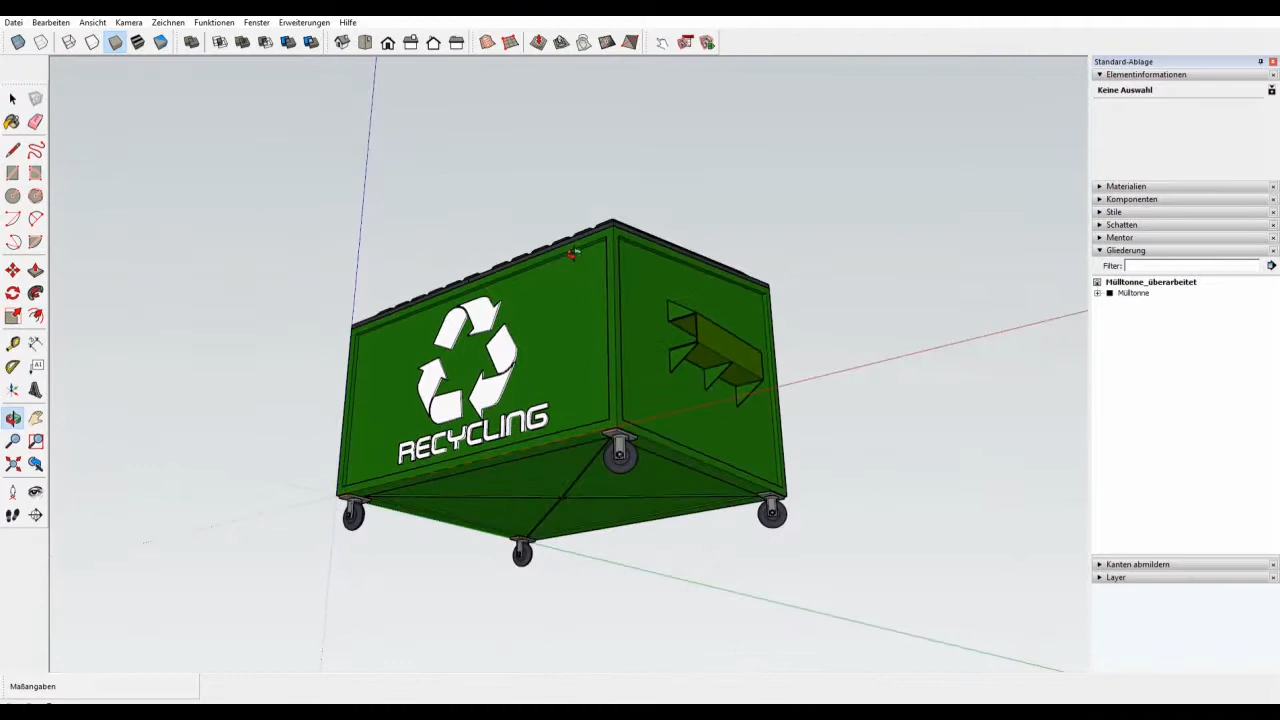 Datei Bearbeiten Ansicht Kamera Zeichnen Funktionen Fenster Erweiterungen Hilfe
Standard-Ablage
Elementinformationen
Keine Auswahl
Materialien
Komponenten
Stile
Schatten
Mentor
Gliederung
Filter:
Mülltonne_überarbeitet
Mülltonne
RECYCLING
Kanten abmildern
Layer
Maßangaben